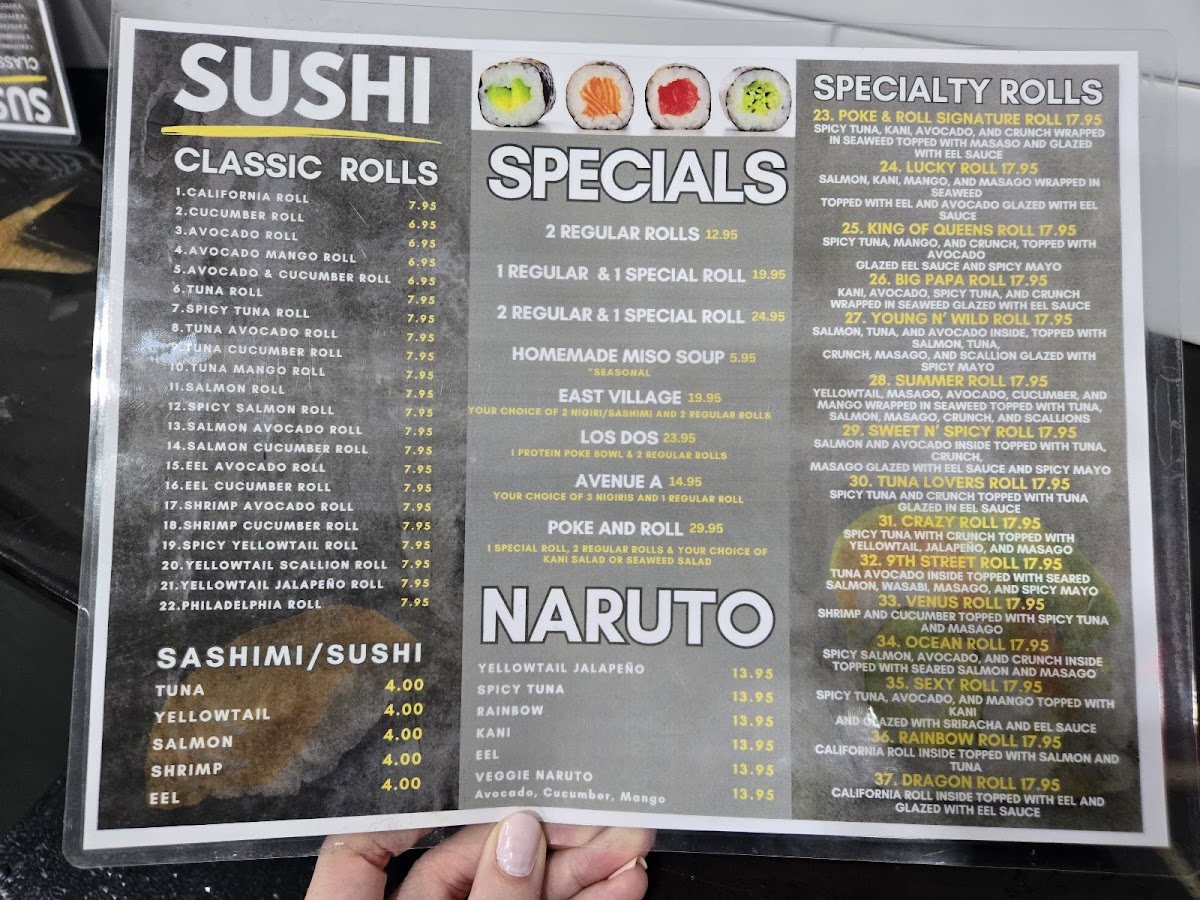 SUSHI
CLASSIC ROLLS
1.CALIFORNIA ROLL 7.95
2.CUCUMBER ROLL 6.95
3.AVOCADO ROLL 6.95
4.AVOCADO MANGO ROLL 6.95
5.AVOCADO & CUCUMBER ROLL 6.95
6.TUNA ROLL 7.95
7.SPICY TUNA ROLL 7.95
8.TUNA AVOCADO ROLL 7.95
9.TUNA CUCUMBER ROLL 7.95
10.TUNA MANGO ROLL 7.95
11.SALMON ROLL 7.95
12.SPICY SALMON ROLL 7.95
13.SALMON AVOCADO ROLL 7.95
14.SALMON CUCUMBER ROLL 7.95
15.EEL AVOCADO ROLL 7.95
16.EEL CUCUMBER ROLL 7.95
17.SHRIMP AVOCADO ROLL 7.95
18.SHRIMP CUCUMBER ROLL 7.95
19.SPICY YELLOWTAIL ROLL 7.95
20.YELLOWTAIL SCALLION ROLL 7.95
21.YELLOWTAIL JALAPEÑO ROLL 7.95
22.PHILADELPHIA ROLL 7.95
SASHIMI/SUSHI
TUNA 4.00
YELLOWTAIL 4.00
SALMON 4.00
SHRIMP 4.00
EEL 4.00
SPECIALS
2 REGULAR ROLLS 12.95
1 REGULAR & 1 SPECIAL ROLL 19.95
2 REGULAR & 1 SPECIAL ROLL 24.95
HOMEMADE MISO SOUP 5.95
*SEASONAL
EAST VILLAGE 19.95
YOUR CHOICE OF 2 NIGIRI/SASHIMI AND 2 REGULAR ROLLS
LOS DOS 23.95
1 PROTEIN POKE BOWL & 2 REGULAR ROLLS
AVENUE A 14.95
YOUR CHOICE OF 3 NIGIRIS AND 1 REGULAR ROLL
POKE AND ROLL 29.95
1 SPECIAL ROLL, 2 REGULAR ROLLS & YOUR CHOICE OF
KANI SALAD OR SEAWEED SALAD
NARUTO
YELLOWTAIL JALAPEÑO 13.95
SPICY TUNA 13.95
RAINBOW 13.95
KANI 13.95
EEL 13.95
VEGGIE NARUTO 13.95
Avocado, Cucumber, Mango
SPECIALTY ROLLS
23. POKE & ROLL SIGNATURE ROLL 17.95
SPICY TUNA, KANI, AVOCADO, AND CRUNCH WRAPPED
IN SEAWEED TOPPED WITH MASASO AND GLAZED
WITH EEL SAUCE
24. LUCKY ROLL 17.95
SALMON, KANI, MANGO, AND MASAGO WRAPPED IN
SEAWEED
TOPPED WITH EEL AND AVOCADO GLAZED WITH EEL
SAUCE
25. KING OF QUEENS ROLL 17.95
SPICY TUNA, MANGO, AND CRUNCH, TOPPED WITH
AVOCADO
GLAZED EEL SAUCE AND SPICY MAYO
26. BIG PAPA ROLL 17.95
KANI, AVOCADO, SPICY TUNA, AND CRUNCH
WRAPPED IN SEAWEED GLAZED WITH EEL SAUCE
27. YOUNG N' WILD ROLL 17.95
SALMON, TUNA, AND AVOCADO INSIDE, TOPPED WITH
SALMON, TUNA,
CRUNCH, MASAGO, AND SCALLION GLAZED WITH
SPICY MAYO
28. SUMMER ROLL 17.95
YELLOWTAIL, MASAGO, AVOCADO, CUCUMBER, AND
MANGO WRAPPED IN SEAWEED TOPPED WITH TUNA,
SALMON, MASAGO, CRUNCH, AND SCALLIONS
29. SWEET N' SPICY ROLL 17.95
SALMON AND AVOCADO INSIDE TOPPED WITH TUNA,
CRUNCH,
MASAGO GLAZED WITH EEL SAUCE AND SPICY MAYO
30. TUNA LOVERS ROLL 17.95
SPICY TUNA AND CRUNCH TOPPED WITH TUNA
GLAZED IN EEL SAUCE
31. CRAZY ROLL 17.95
SPICY TUNA WITH CRUNCH TOPPED WITH
YELLOWTAIL, JALAPEÑO, AND MASAGO
32. 9TH STREET ROLL 17.95
TUNA AVOCADO INSIDE TOPPED WITH SEARED
SALMON, WASABI, MASAGO, AND SPICY MAYO
33. VENUS ROLL 17.95
SHRIMP AND CUCUMBER TOPPED WITH SPICY TUNA
AND MASAGO
34. OCEAN ROLL 17.95
SPICY SALMON, AVOCADO, AND CRUNCH INSIDE
TOPPED WITH SEARED SALMON AND MASAGO
35. SEXY ROLL 17.95
SPICY TUNA, AVOCADO, AND MANGO TOPPED WITH
KANI
AND GLAZED WITH SRIRACHA AND EEL SAUCE
36. RAINBOW ROLL 17.95
CALIFORNIA ROLL INSIDE TOPPED WITH SALMON AND
TUNA
37. DRAGON ROLL 17.95
CALIFORNIA ROLL INSIDE TOPPED WITH EEL AND
GLAZED WITH EEL SAUCE